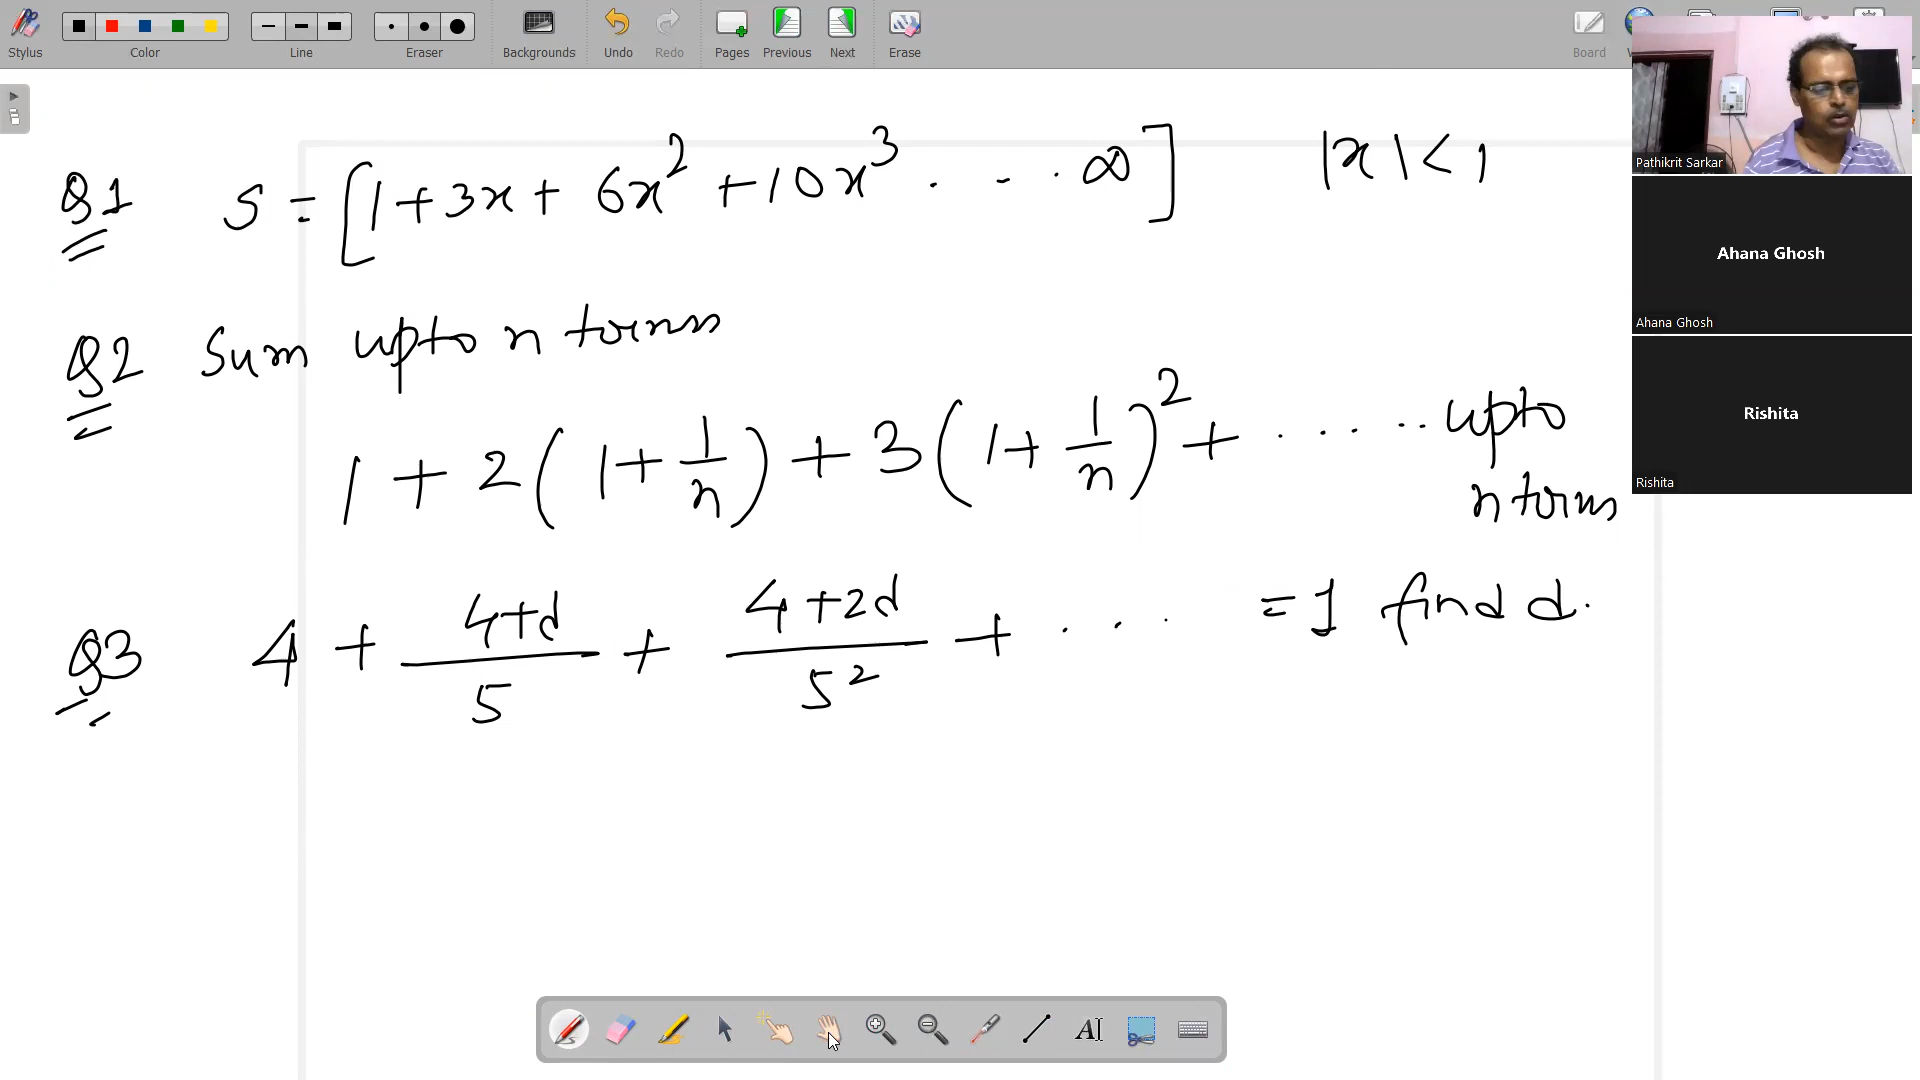 Stylus Color Line Eraser Backgrounds Undo Redo Pages Previous Next Erase Board
Pathikrit Sarkar
Ahana Ghosh
Ahana Ghosh
Rishita
Rishita
Q1 S = [1 + 3x + 6x² + 10x³ . - . ∞] |x| < 1
Q2 Sum upto n terms
1 + 2(1 + 1/n) + 3(1 + 1/n)² + ..... upto
n terms
Q3 4 + (4+d)/5 + (4+2d)/5² + ... = 1 find d.
AI